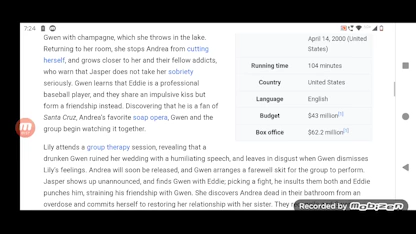 7:24
Gwen with champagne, which she throws in the lake.
Returning to her room, she stops Andrea from cutting
herself, and grows closer to her and their fellow addicts,
who warn that Jasper does not take her sobriety
seriously. Gwen learns that Eddie is a professional
baseball player, and they share an impulsive kiss but
form a friendship instead. Discovering that he is a fan of
Santa Cruz, Andrea's favorite soap opera, Gwen and the
group begin watching it together.
April 14, 2000 (United
States)
Running time 104 minutes
Country United States
Language English
Budget $43 million[1]
Box office $62.2 million[2]
Lily attends a group therapy session, revealing that a
drunken Gwen ruined her wedding with a humiliating speech, and leaves in disgust when Gwen dismisses
Lily's feelings. Andrea will soon be released, and Gwen arranges a farewell skit for the group to perform.
Jasper shows up unannounced, and finds Gwen with Eddie; picking a fight, he insults them both and Eddie
punches him, straining his friendship with Gwen. She discovers Andrea dead in their bathroom from an
overdose and commits herself to restoring her relationship with her sister. They
Recorded by Mobizen